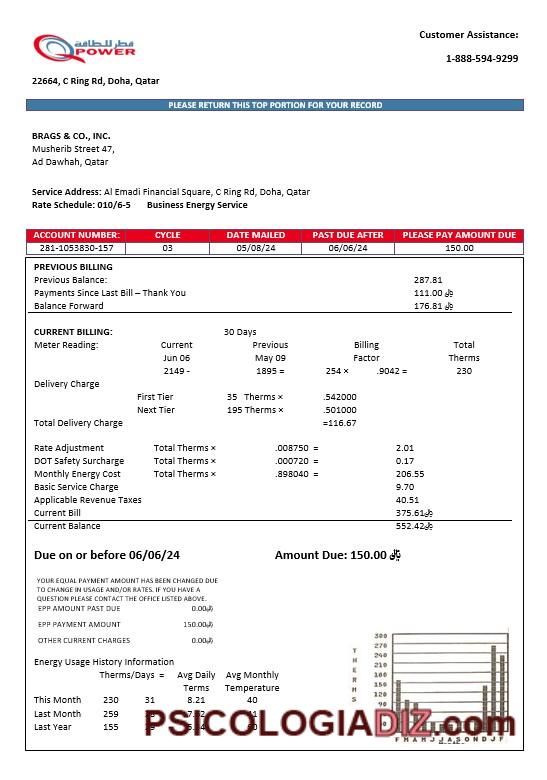 Customer Assistance:
قطر للطاقة
QPOWER
1-888-594-9299
22664, C Ring Rd, Doha, Qatar
PLEASE RETURN THIS TOP PORTION FOR YOUR RECORD
BRAGS & CO., INC.
Musherib Street 47,
Ad Dawhah, Qatar
Service Address: Al Emadi Financial Square, C Ring Rd, Doha, Qatar
Rate Schedule: 010/6-5 Business Energy Service
ACCOUNT NUMBER: CYCLE DATE MAILED PAST DUE AFTER PLEASE PAY AMOUNT DUE
281-1053830-157 03 05/08/24 06/06/24 150.00
PREVIOUS BILLING
Previous Balance: 287.81
Payments Since Last Bill – Thank You 111.00 ﷼
Balance Forward 176.81 ﷼
CURRENT BILLING: 30 Days
Meter Reading: Current Previous Billing Total
Jun 06 May 09 Factor Therms
2149 - 1895 = 254 × .9042 = 230
Delivery Charge
First Tier 35 Therms × .542000
Next Tier 195 Therms × .501000
Total Delivery Charge =116.67
Rate Adjustment Total Therms × .008750 = 2.01
DOT Safety Surcharge Total Therms × .000720 = 0.17
Monthly Energy Cost Total Therms × .898040 = 206.55
Basic Service Charge 9.70
Applicable Revenue Taxes 40.51
Current Bill 375.61﷼
Current Balance 552.42﷼
Due on or before 06/06/24 Amount Due: 150.00 ﷼
YOUR EQUAL PAYMENT AMOUNT HAS BEEN CHANGED DUE
TO CHANGE IN USAGE AND/OR RATES. IF YOU HAVE A
QUESTION PLEASE CONTACT THE OFFICE LISTED ABOVE.
EPP AMOUNT PAST DUE 0.00﷼
EPP PAYMENT AMOUNT 150.00﷼
OTHER CURRENT CHARGES 0.00﷼
Energy Usage History Information
Therms/Days = Avg Daily Avg Monthly
Terms Temperature
This Month 230 31 8.21 40
Last Month 259
Last Year 155
THERMS
300
270
240
210
180
150
120
90
60
F M A M J J A S O N D J F
PSICOLOGIADIZ.com